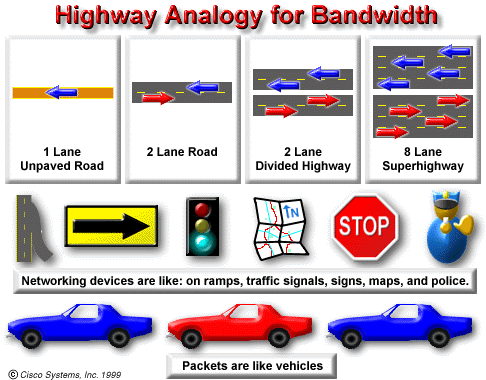 Highway Analogy for Bandwidth
1 Lane
Unpaved Road
2 Lane Road
2 Lane
Divided Highway
8 Lane
Superhighway
N
STOP
Networking devices are like: on ramps, traffic signals, signs, maps, and police.
Packets are like vehicles
© Cisco Systems, Inc. 1999